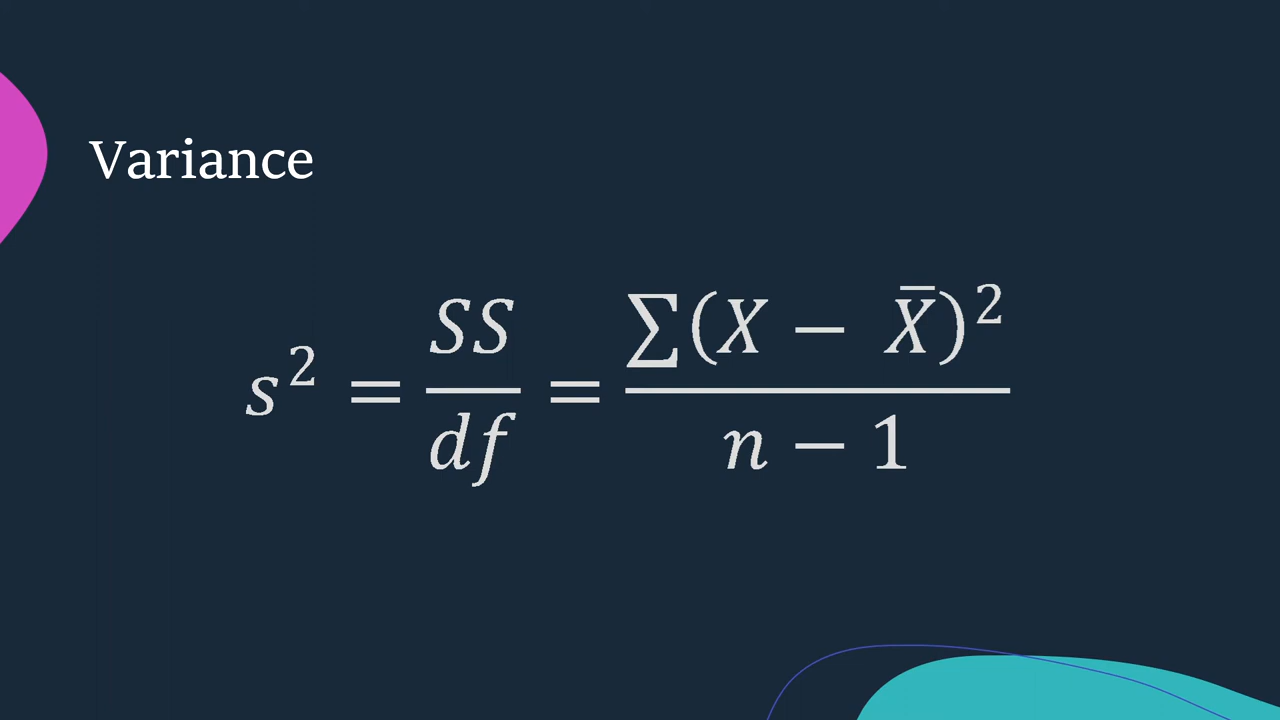 Variance
s² = SS/df = ∑(X − X̄)²/n − 1